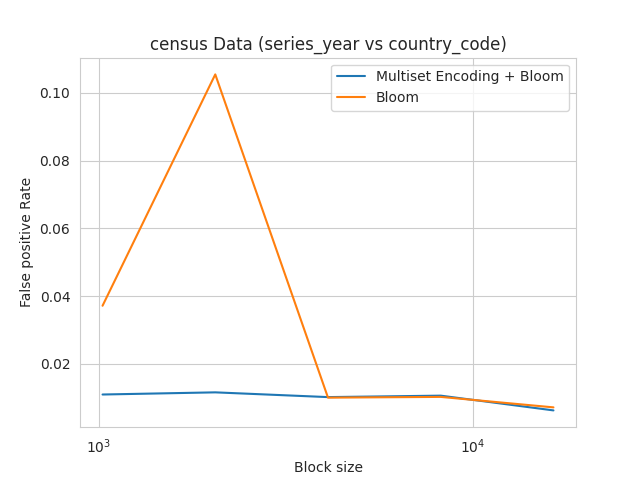 census Data (series_year vs country_code)
Multiset Encoding + Bloom
Bloom
False positive Rate
0.10
0.08
0.06
0.04
0.02
10³
10⁴
Block size